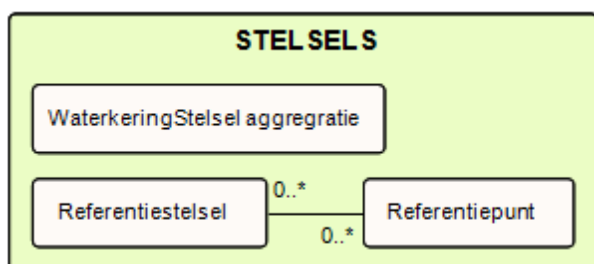 STELSELS
WaterkeringStelsel aggregratie
Referentiestelsel
0..*
0..*
Referentiepunt